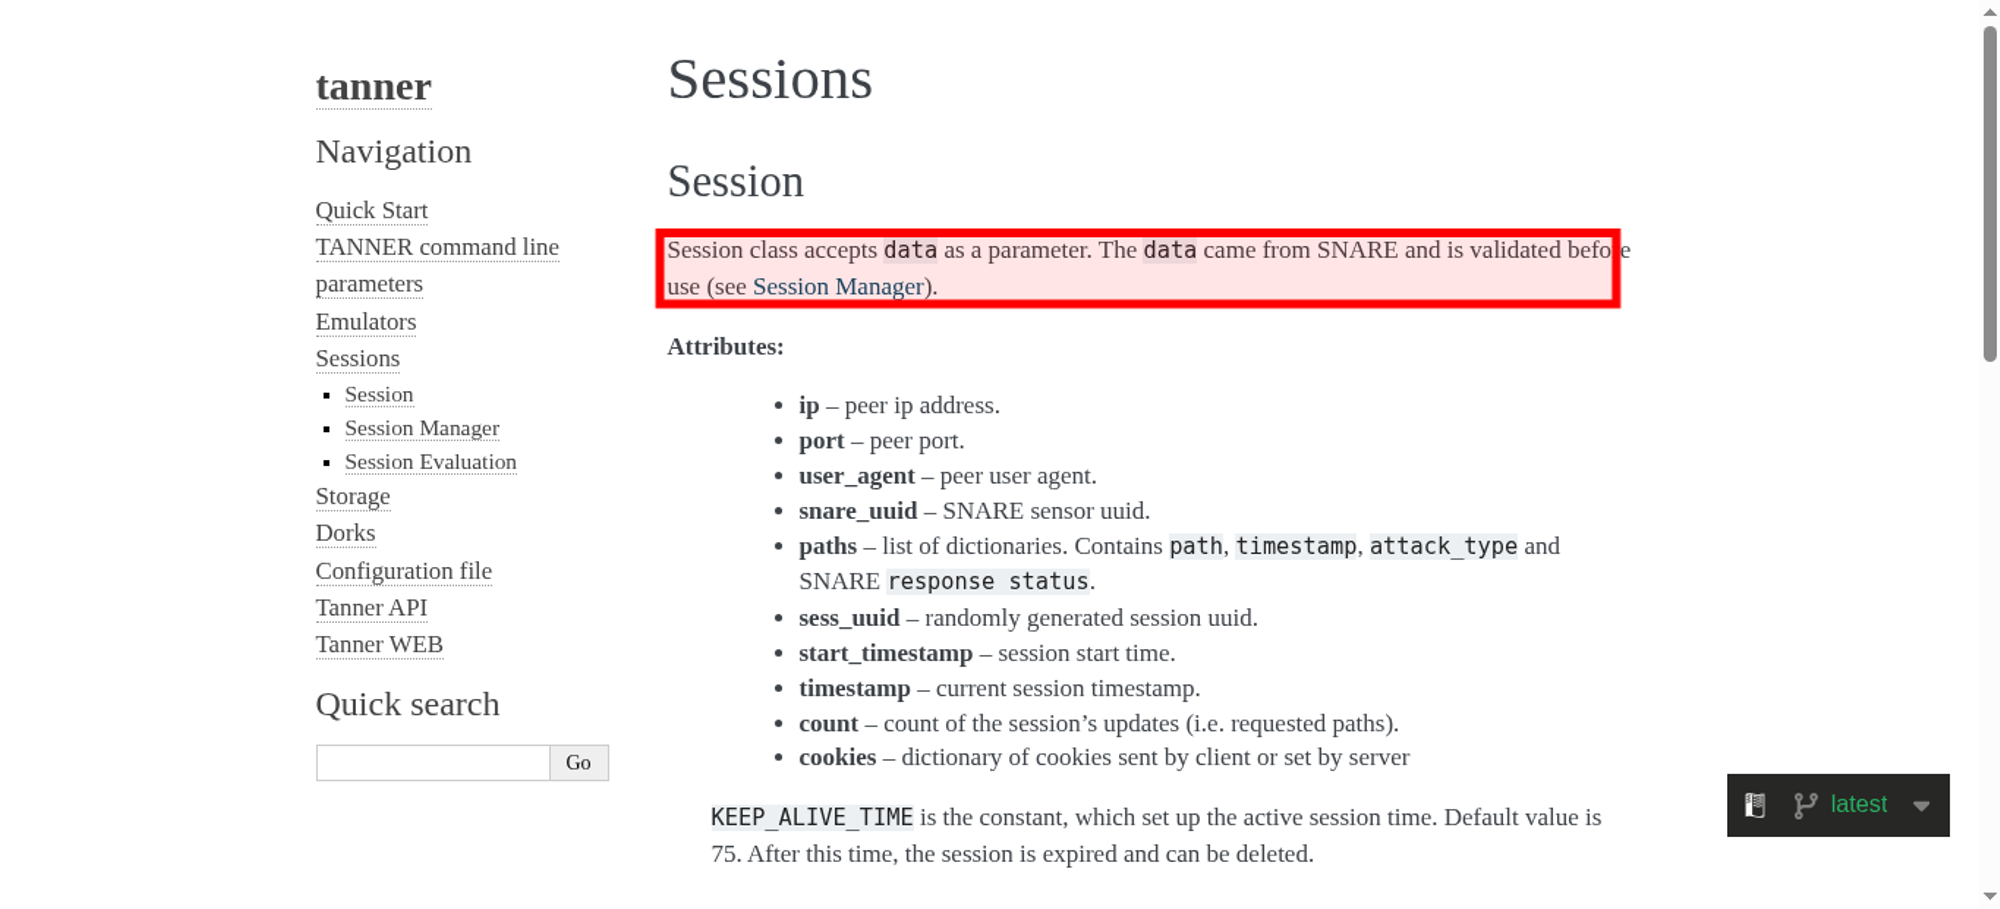 tanner
Navigation
Quick Start
TANNER command line
parameters
Emulators
Sessions
Session
Session Manager
Session Evaluation
Storage
Dorks
Configuration file
Tanner API
Tanner WEB
Quick search
Go
Sessions
Session
Session class accepts data as a parameter. The data came from SNARE and is validated before
use (see Session Manager).
Attributes:
• ip – peer ip address.
• port – peer port.
• user_agent – peer user agent.
• snare_uuid – SNARE sensor uuid.
• paths – list of dictionaries. Contains path, timestamp, attack_type and
SNARE response status.
• sess_uuid – randomly generated session uuid.
• start_timestamp – session start time.
• timestamp – current session timestamp.
• count – count of the session’s updates (i.e. requested paths).
• cookies – dictionary of cookies sent by client or set by server
KEEP_ALIVE_TIME is the constant, which set up the active session time. Default value is
75. After this time, the session is expired and can be deleted.
latest